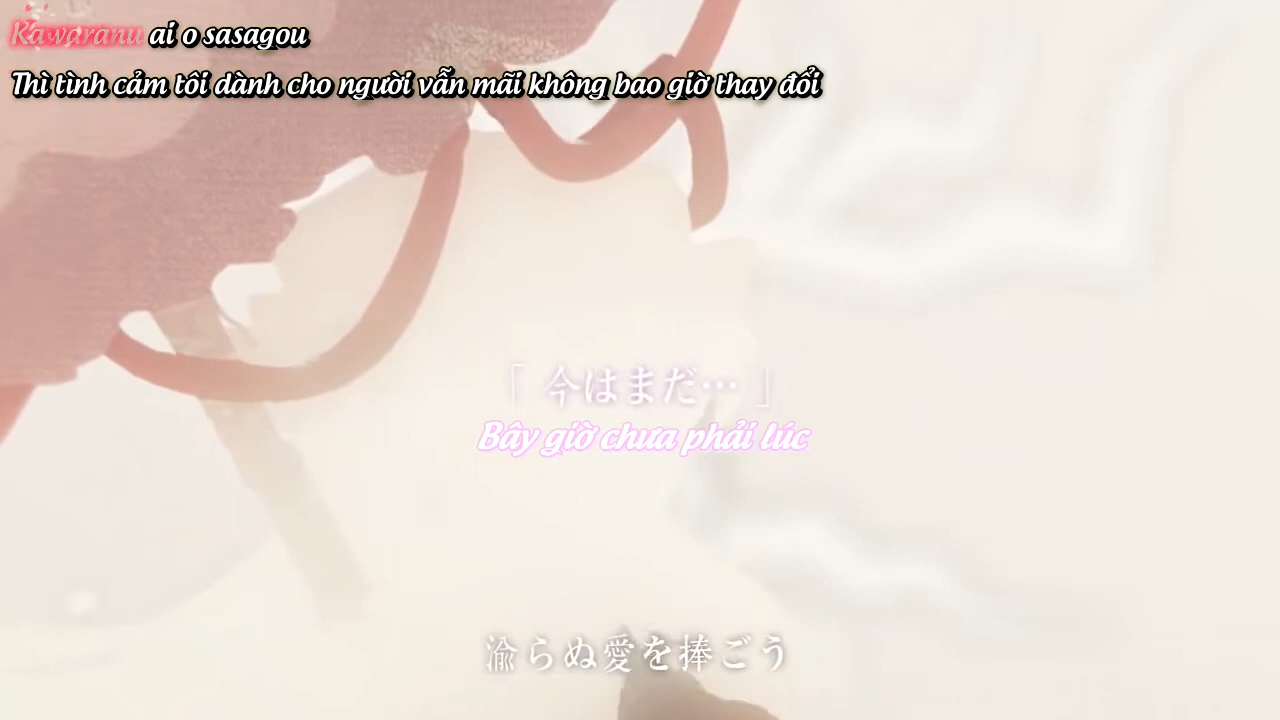 Kawaranu ai o sasagou
Thì tình cảm tôi dành cho người vẫn mãi không bao giờ thay đổi
「 今はまだ… 」
Bây giờ chưa phải lúc
渝らぬ愛を捧ごう